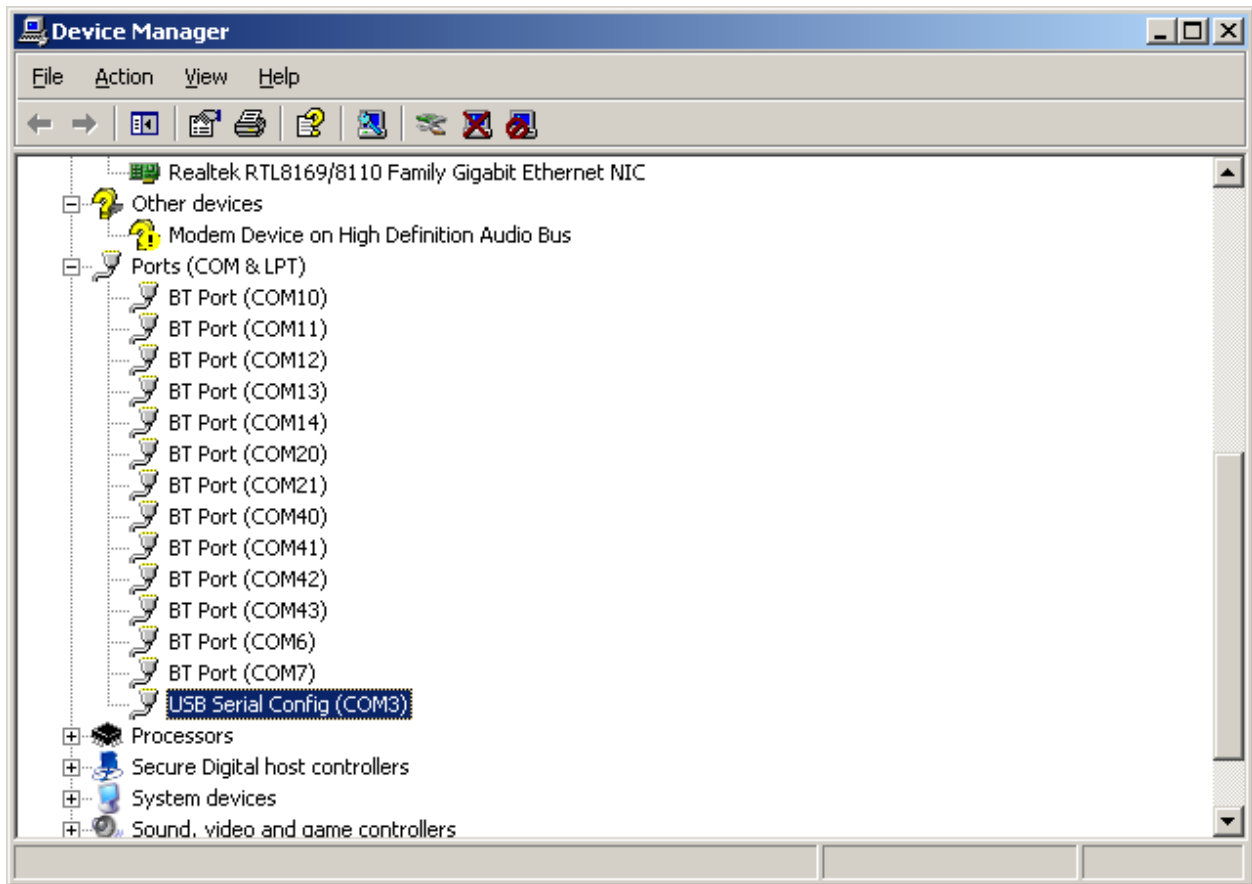 Device Manager
File Action View Help
Realtek RTL8169/8110 Family Gigabit Ethernet NIC
Other devices
Modem Device on High Definition Audio Bus
Ports (COM & LPT)
BT Port (COM10)
BT Port (COM11)
BT Port (COM12)
BT Port (COM13)
BT Port (COM14)
BT Port (COM20)
BT Port (COM21)
BT Port (COM40)
BT Port (COM41)
BT Port (COM42)
BT Port (COM43)
BT Port (COM6)
BT Port (COM7)
USB Serial Config (COM3)
Processors
Secure Digital host controllers
System devices
Sound, video and game controllers